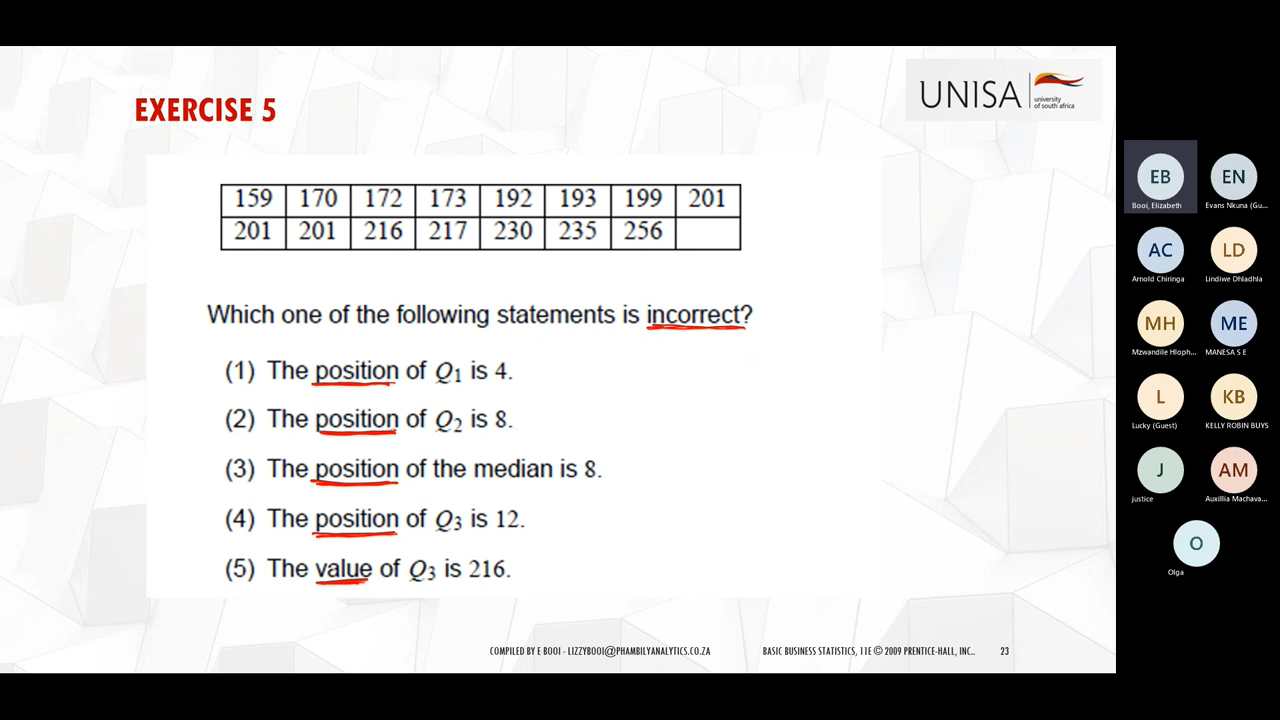 EXERCISE 5
UNISA
university
of south africa
159 170 172 173 192 193 199 201
201 201 216 217 230 235 256
Which one of the following statements is incorrect?
(1) The position of Q1 is 4.
(2) The position of Q2 is 8.
(3) The position of the median is 8.
(4) The position of Q3 is 12.
(5) The value of Q3 is 216.
COMPILED BY E BOOI - LIZZYBOOI@PHAMBILYANALYTICS.CO.ZA
BASIC BUSINESS STATISTICS, 11E © 2009 PRENTICE-HALL, INC..
23
EB
Booi, Elizabeth
EN
Evans Nkuna (Gu...
AC
Arnold Chiringa
LD
Lindiwe Dhladhla
MH
Mzwandile Hloph...
ME
MANESA S E
L
Lucky (Guest)
KB
KELLY ROBIN BUYS
J
justice
AM
Auxillia Machava...
O
Olga